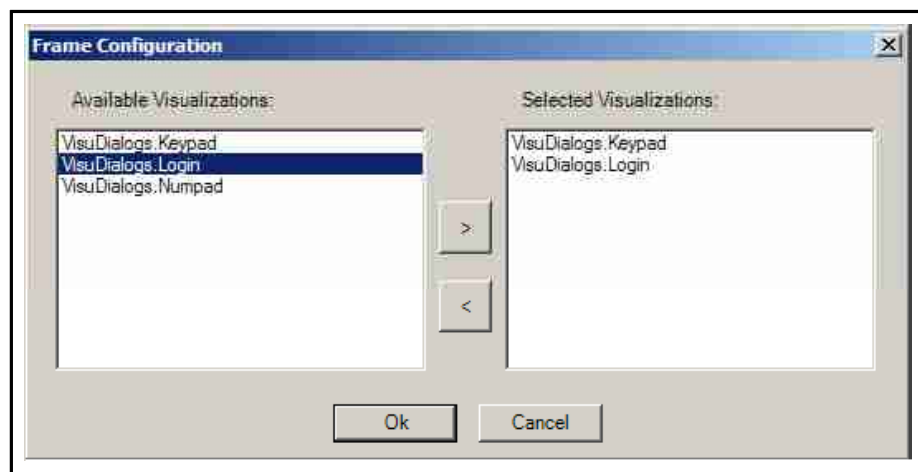 Frame Configuration
Available Visualizations:
Selected Visualizations:
VisuDialogs.Keypad
VisuDialogs.Login
VisuDialogs.Numpad
VisuDialogs.Keypad
VisuDialogs.Login
>
<
Ok
Cancel